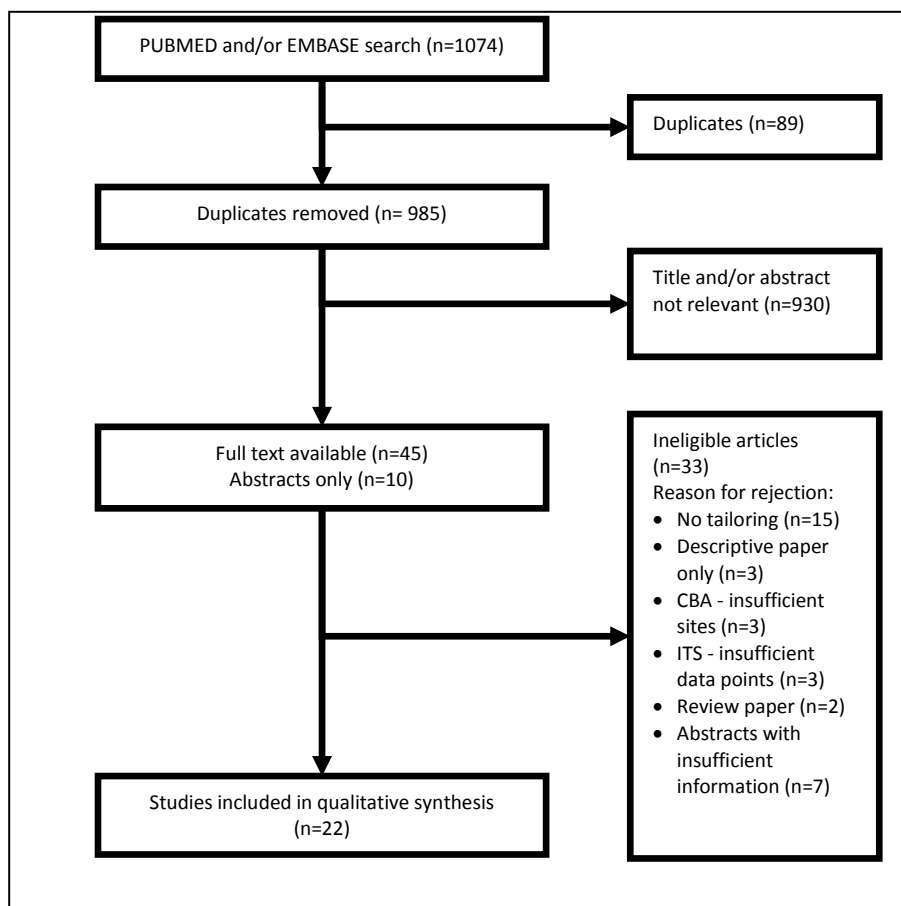 PUBMED and/or EMBASE search (n=1074)
Duplicates (n=89)
Duplicates removed (n= 985)
Title and/or abstract
not relevant (n=930)
Full text available (n=45)
Abstracts only (n=10)
Ineligible articles
(n=33)
Reason for rejection:
• No tailoring (n=15)
• Descriptive paper
only (n=3)
• CBA - insufficient
sites (n=3)
• ITS - insufficient
data points (n=3)
• Review paper (n=2)
• Abstracts with
insufficient
information (n=7)
Studies included in qualitative synthesis
(n=22)